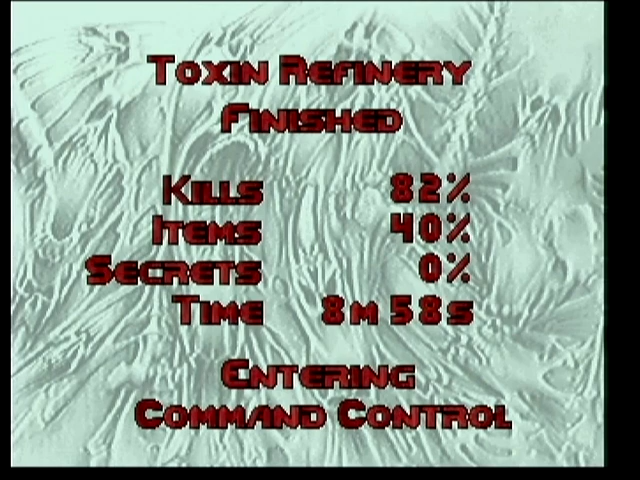 Toxin Refinery
Finished
Kills 82%
Items 40%
Secrets 0%
Time 8m 58s
Entering
Command Control